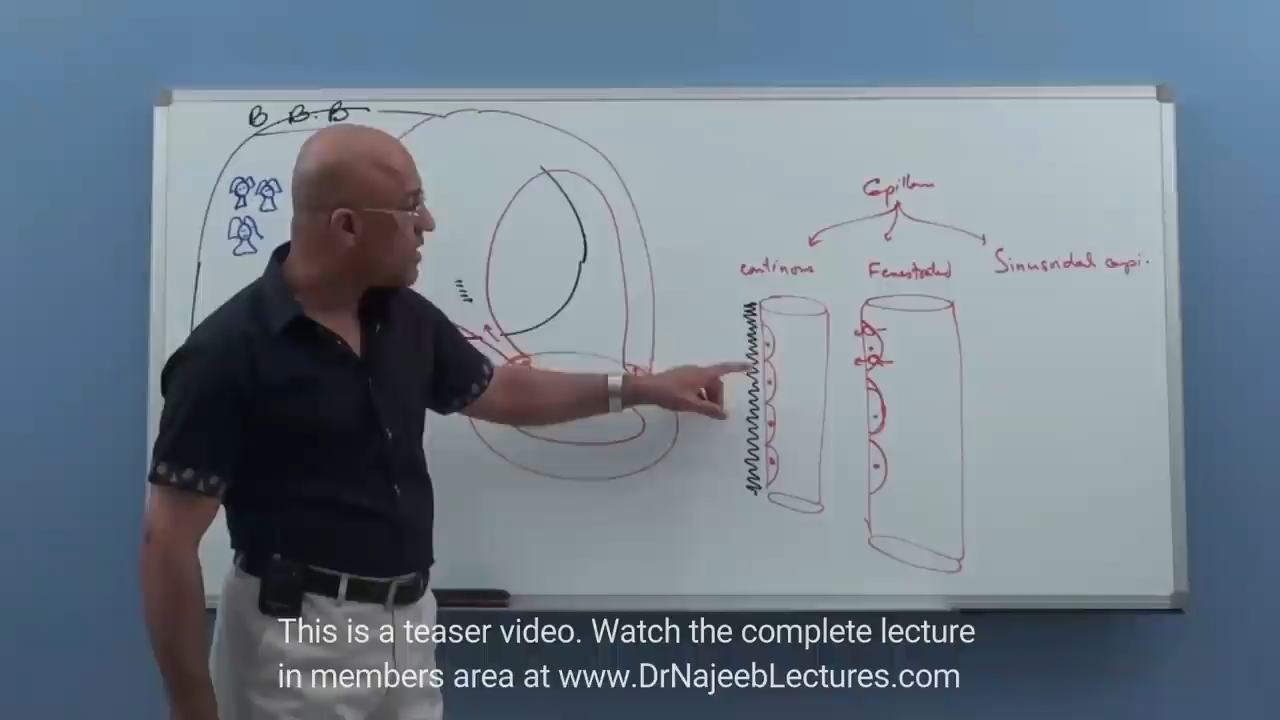 B B.B
Capillary
continous
Fenestrated
Sinusoidal capi.
This is a teaser video. Watch the complete lecture
in members area at www.DrNajeebLectures.com